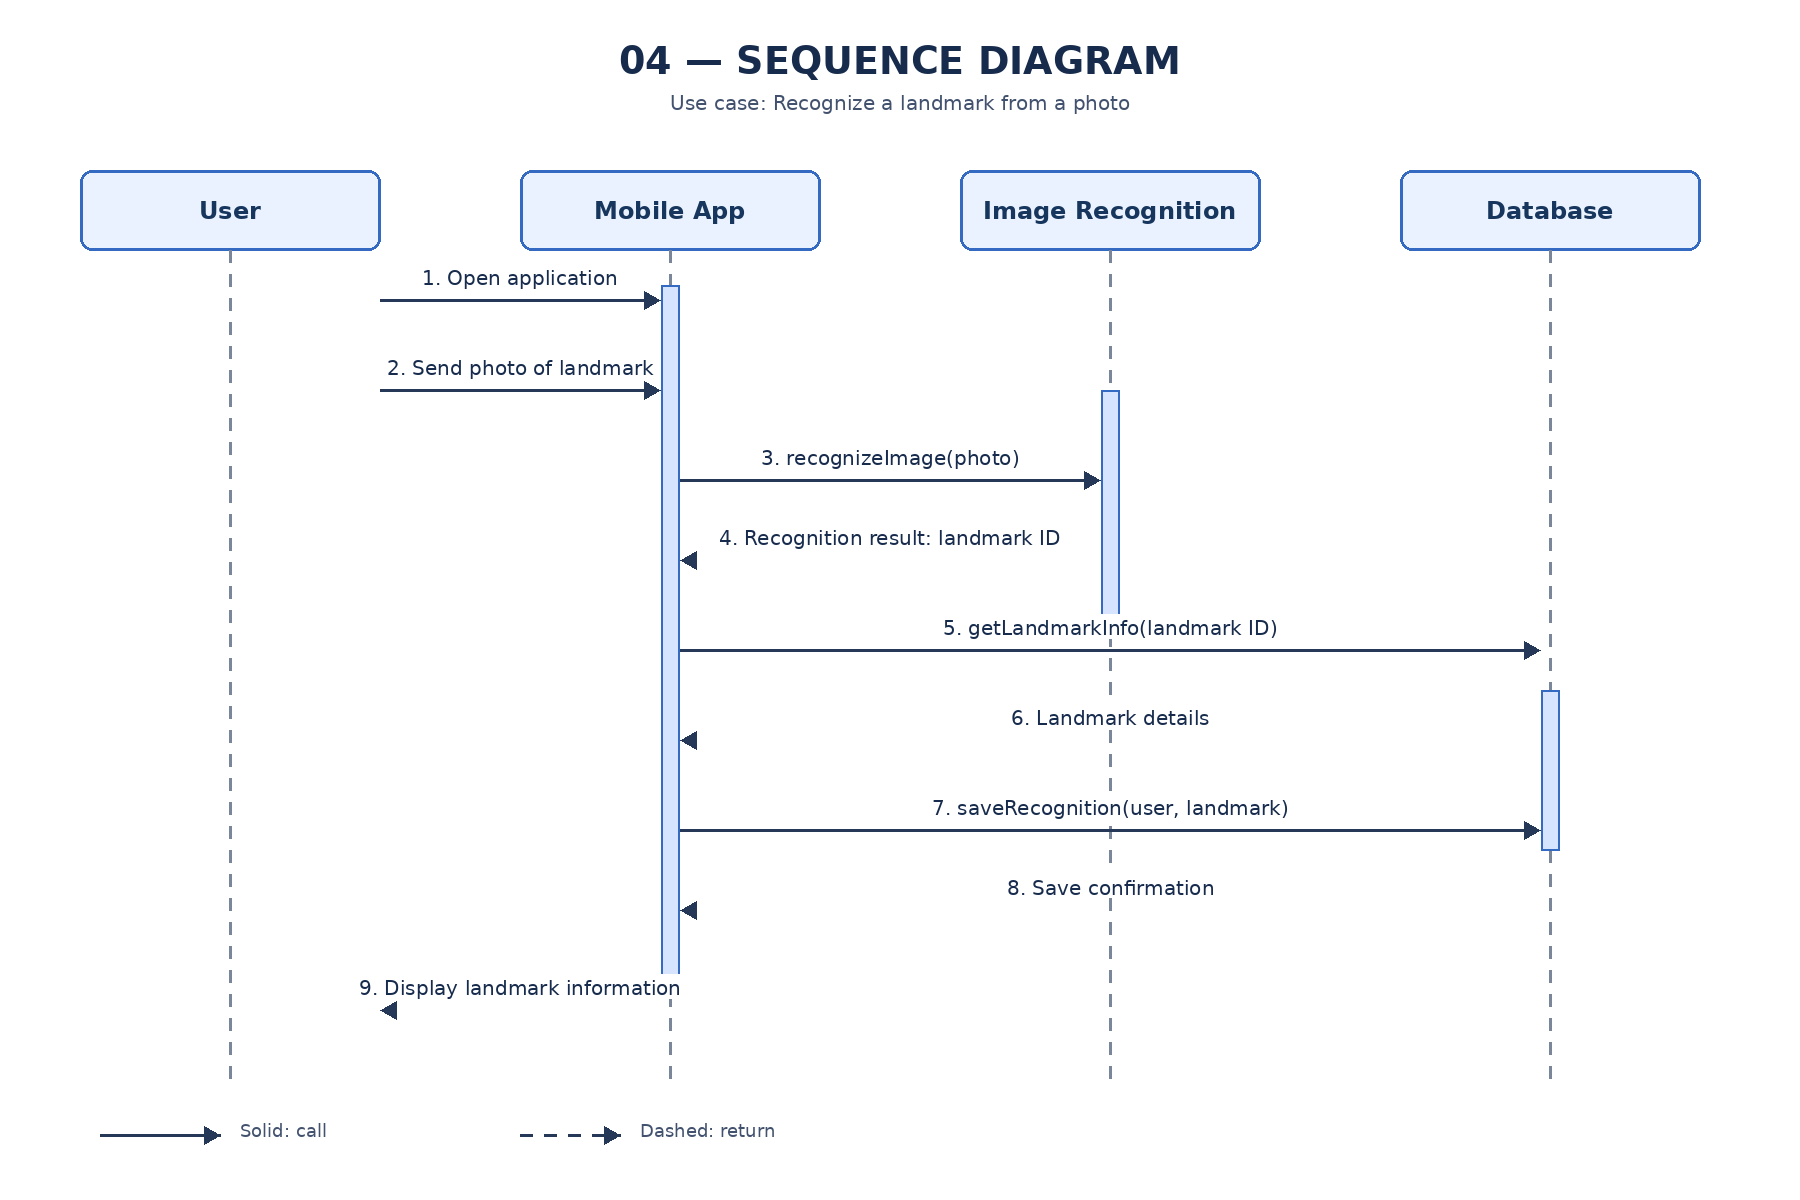 04 — SEQUENCE DIAGRAM
Use case: Recognize a landmark from a photo
User
Mobile App
Image Recognition
Database
1. Open application
2. Send photo of landmark
3. recognizeImage(photo)
4. Recognition result: landmark ID
5. getLandmarkInfo(landmark ID)
6. Landmark details
7. saveRecognition(user, landmark)
8. Save confirmation
9. Display landmark information
Solid: call
Dashed: return